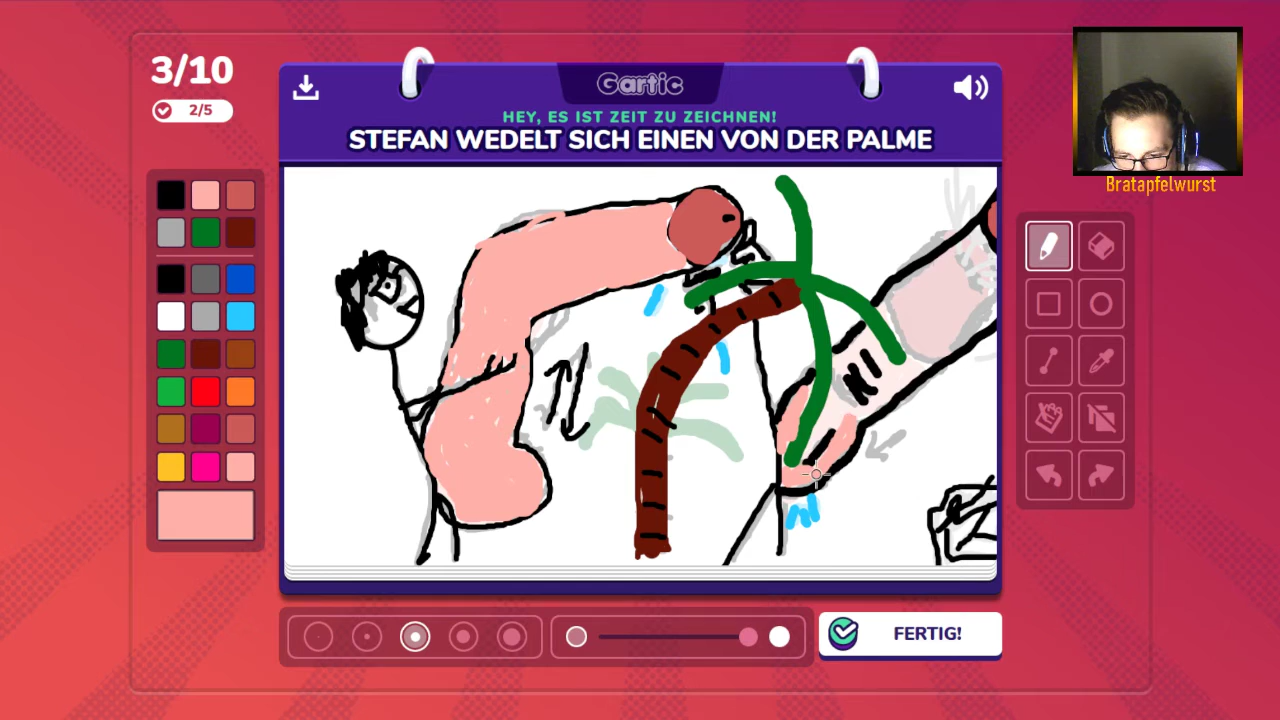 3/10
2/5
Gartic
HEY, ES IST ZEIT ZU ZEICHNEN!
STEFAN WEDELT SICH EINEN VON DER PALME
Bratapfelwurst
FERTIG!